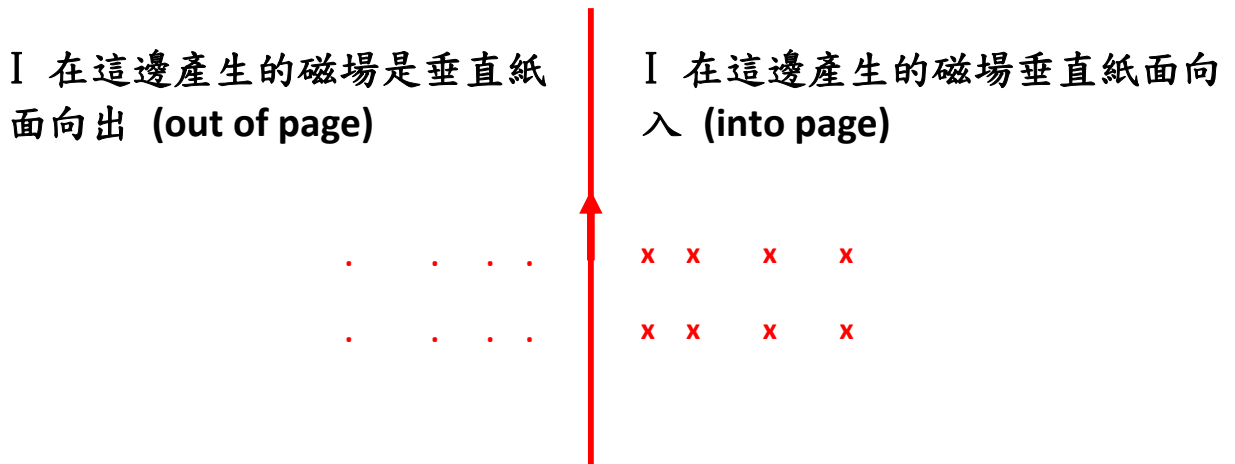 I 在這邊產生的磁場是垂直紙
面向出 (out of page)
I 在這邊產生的磁場垂直紙面向
入 (into page)
. . . . x x x x
. . . . x x x x